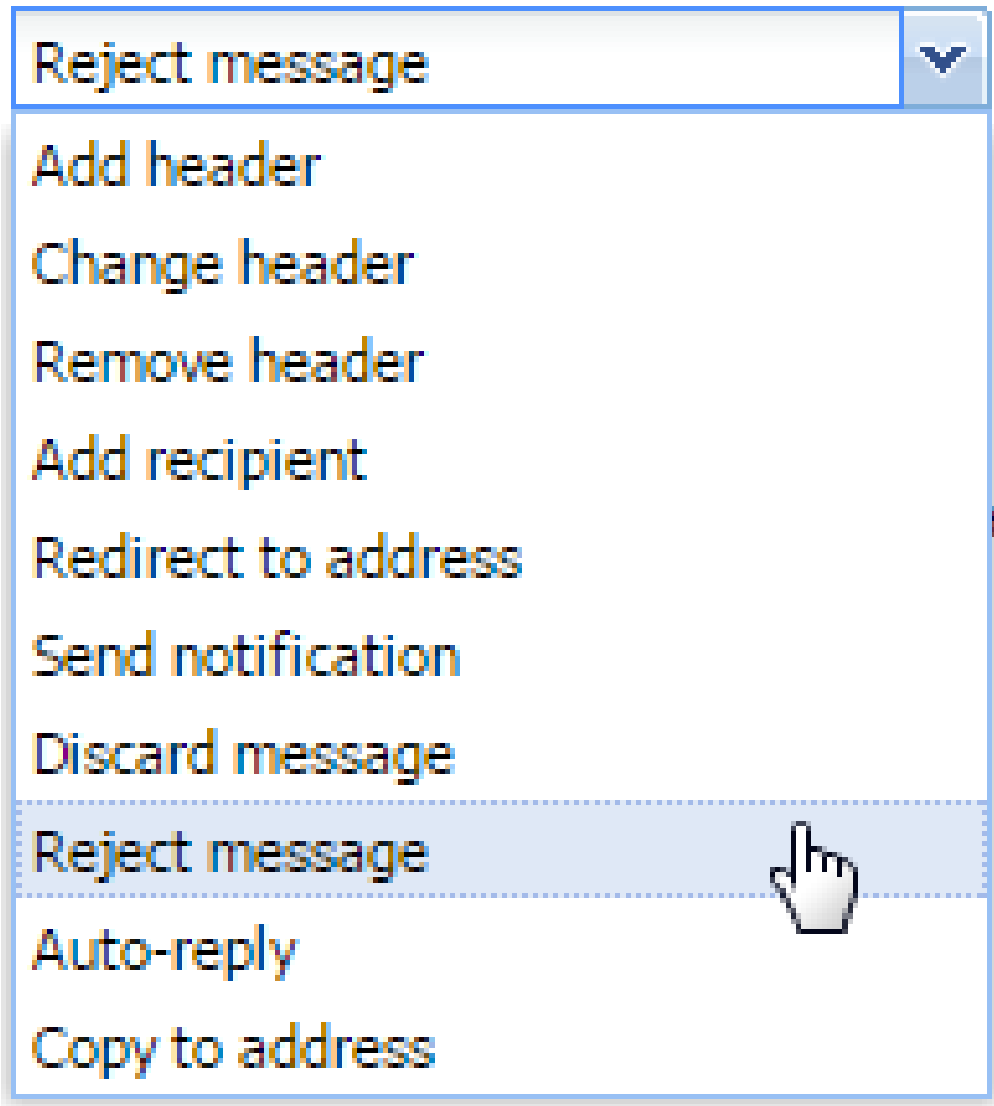 Reject message
Add header
Change header
Remove header
Add recipient
Redirect to address
Send notification
Discard message
Reject message
Auto-reply
Copy to address